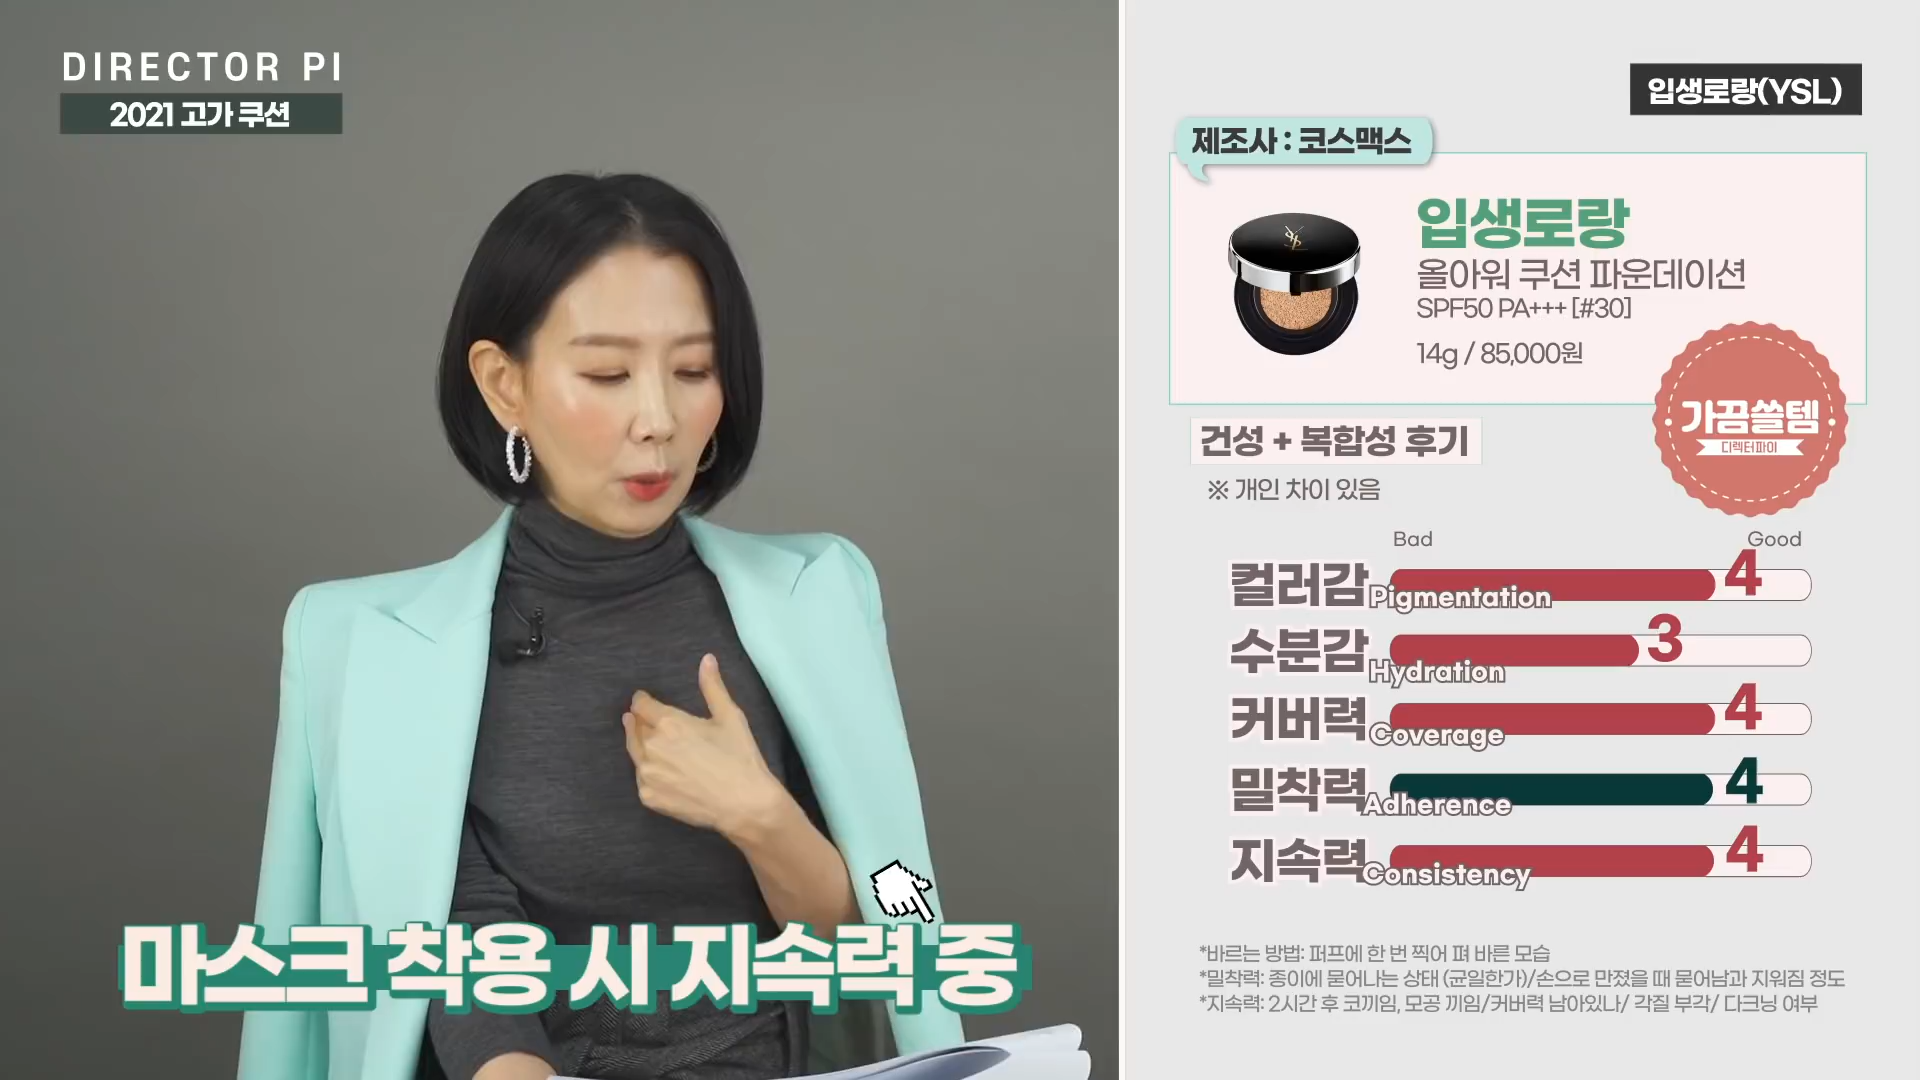 DIRECTOR PI
2021 고가 쿠션
입생로랑(YSL)
제조사 : 코스맥스
입생로랑
올아워 쿠션 파운데이션
SPF50 PA+++ [#30]
14g / 85,000원
가끔쓸템
디렉터파이
건성 + 복합성 후기
※ 개인 차이 있음
Bad Good
컬러감 Pigmentation 4
수분감 Hydration 3
커버력 Coverage 4
밀착력 Adherence 4
지속력 Consistency 4
마스크 착용 시 지속력 중
*바르는 방법: 퍼프에 한 번 찍어 펴 바른 모습
*밀착력: 종이에 묻어나는 상태 (균일한가)/손으로 만졌을 때 묻어남과 지워짐 정도
*지속력: 2시간 후 코끼임, 모공 끼임/커버력 남아있나/ 각질 부각/ 다크닝 여부